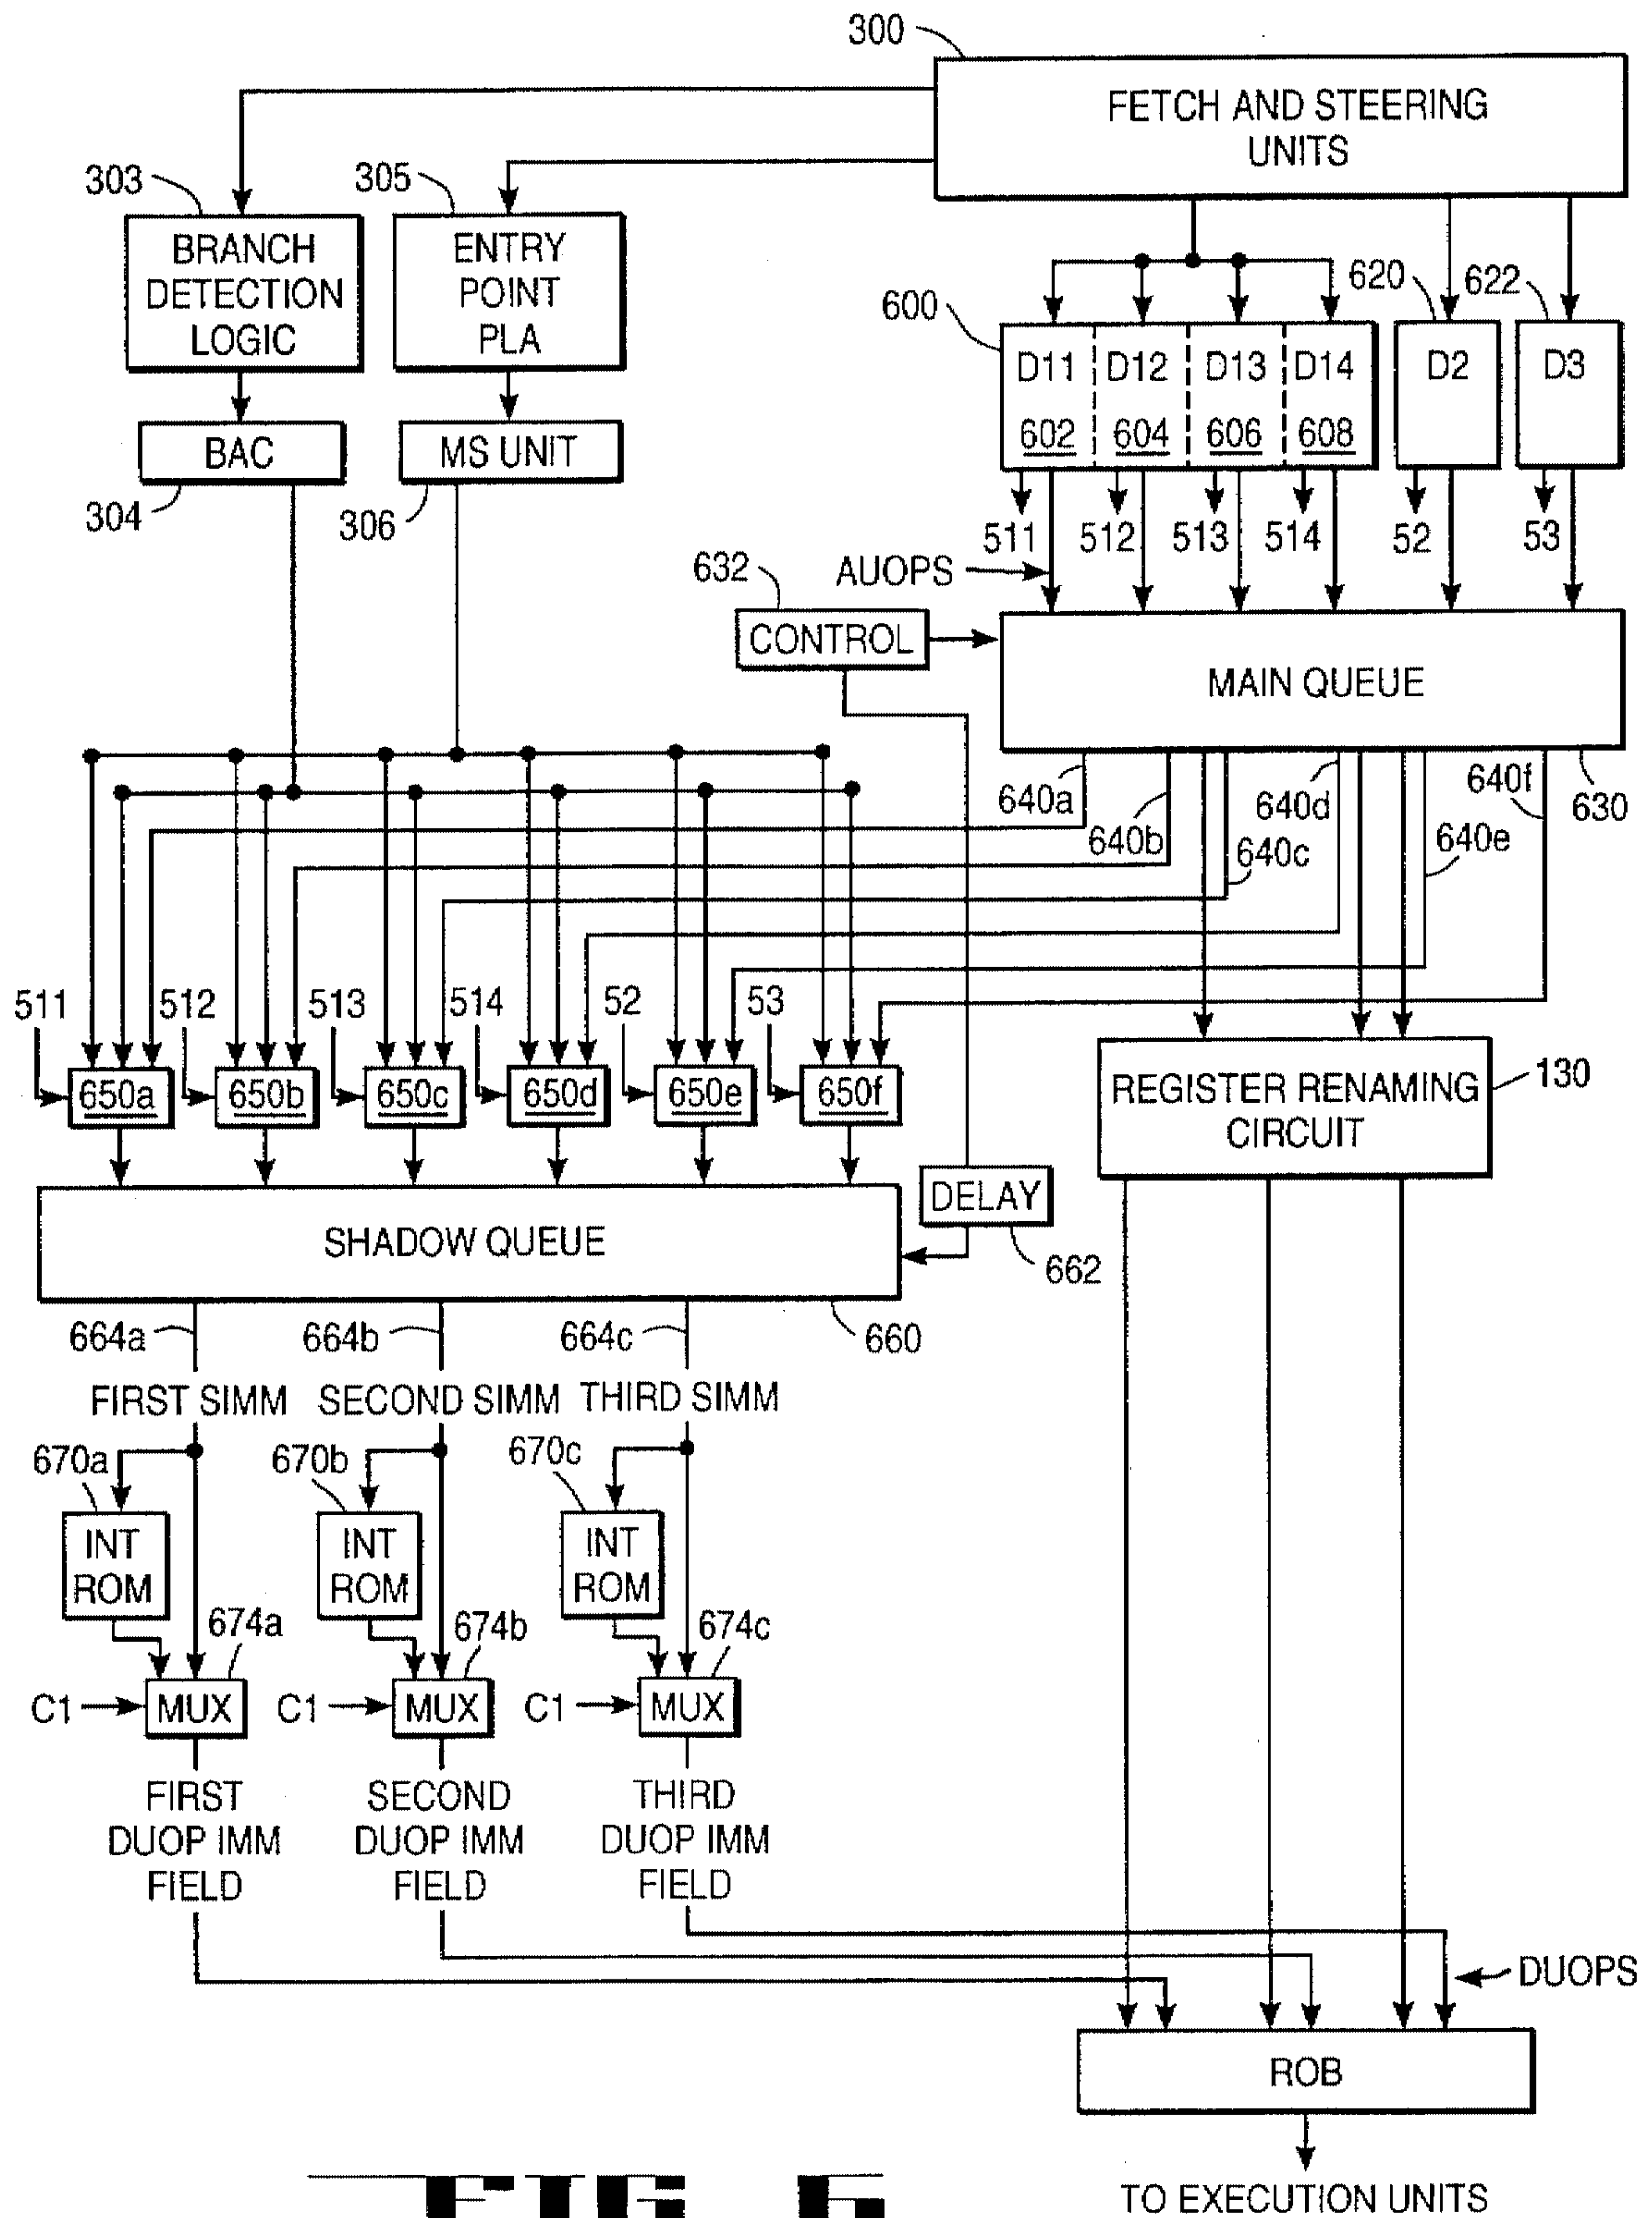 300
FETCH AND STEERING
UNITS
303
305
BRANCH
DETECTION
LOGIC
ENTRY
POINT
PLA
600
620
622
D11
D12
D13
D14
D2
D3
602
604
606
608
BAC
MS UNIT
304
306
511
512
513
514
52
53
AUOPS
632
CONTROL
MAIN QUEUE
640a
640b
640c
640d
640e
640f
630
511
512
513
514
52
53
650a
650b
650c
650d
650e
650f
REGISTER RENAMING
CIRCUIT
130
SHADOW QUEUE
DELAY
662
664a
664b
664c
660
FIRST SIMM
SECOND SIMM
THIRD SIMM
670a
670b
670c
INT
ROM
INT
ROM
INT
ROM
674a
674b
674c
C1
MUX
C1
MUX
C1
MUX
FIRST
DUOP IMM
FIELD
SECOND
DUOP IMM
FIELD
THIRD
DUOP IMM
FIELD
DUOPS
ROB
TO EXECUTION UNITS